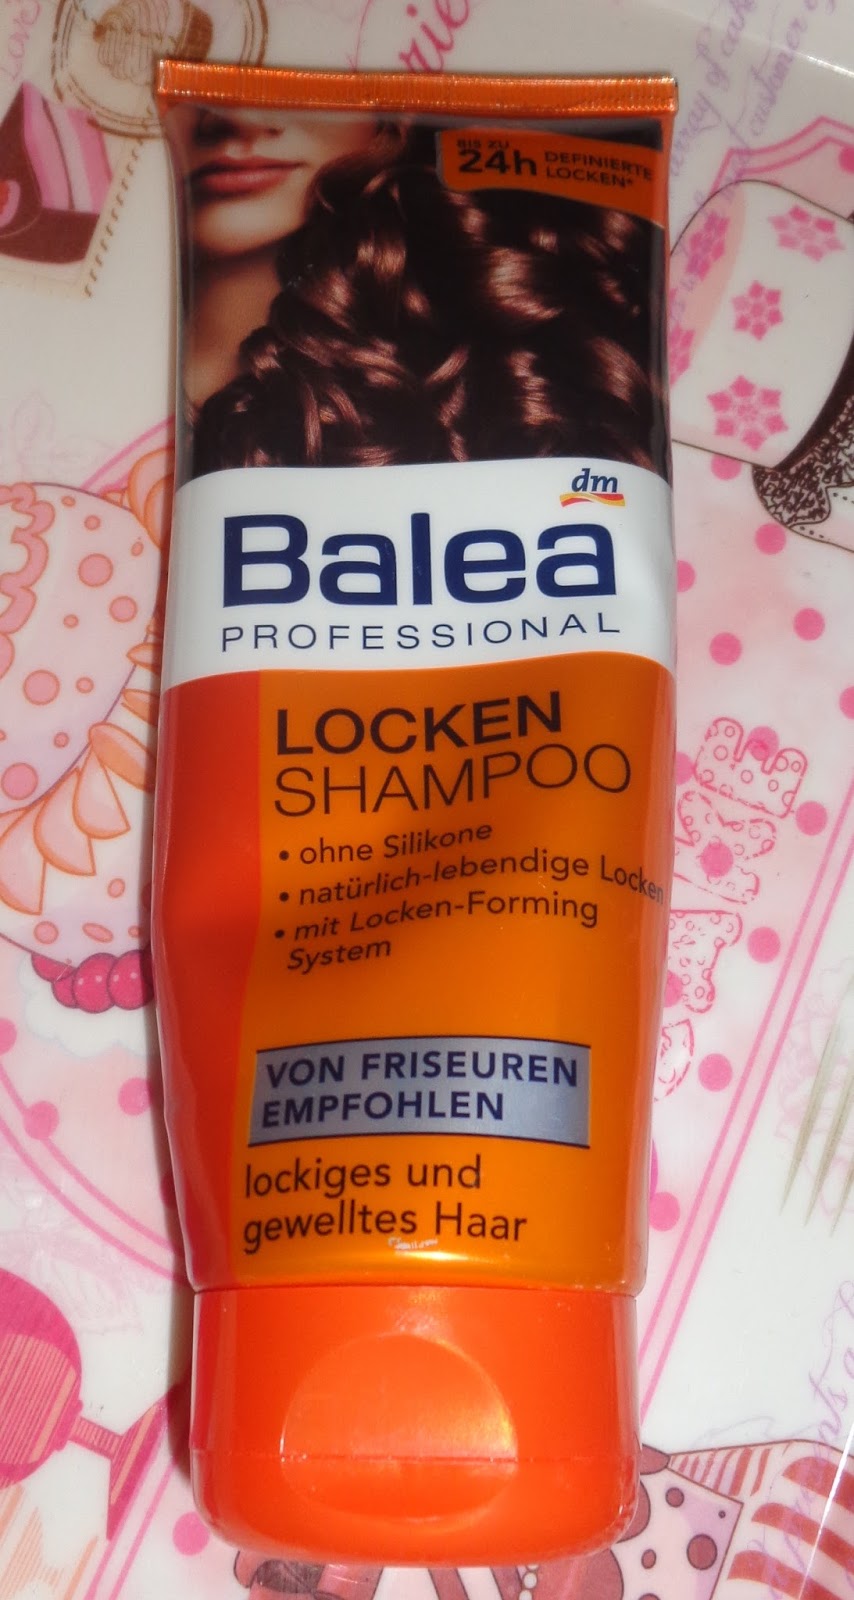 BIS ZU
24h DEFINIERTE
LOCKEN*
dm
Balea
PROFESSIONAL
LOCKEN
SHAMPOO
• ohne Silikone
• natürlich-lebendige Locken
• mit Locken-Forming
System
VON FRISEUREN
EMPFOHLEN
lockiges und
gewelltes Haar